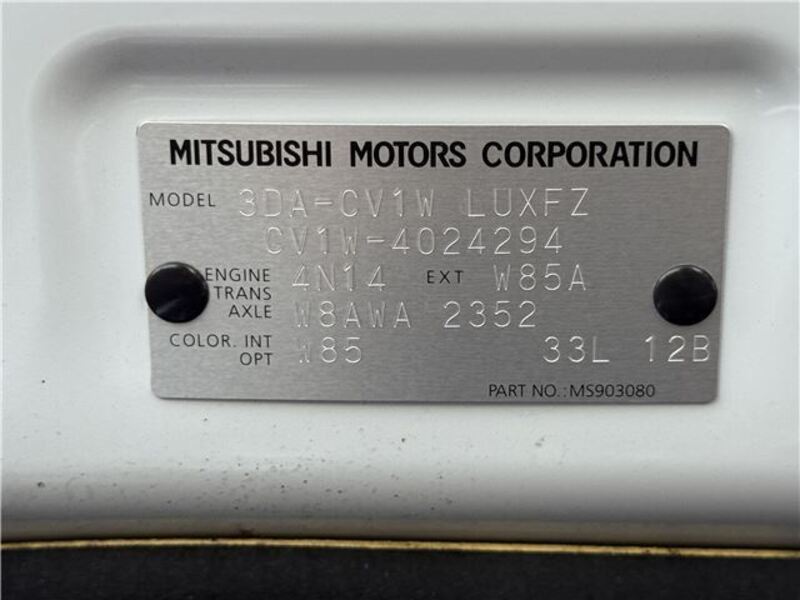 MITSUBISHI MOTORS CORPORATION
MODEL 3DA-CV1W LUXFZ
CV1W-4024294
ENGINE 4N14 EXT W85A
TRANS
AXLE W8AWA 2352
COLOR. INT W85 33L 12B
OPT
PART NO.: MS903080